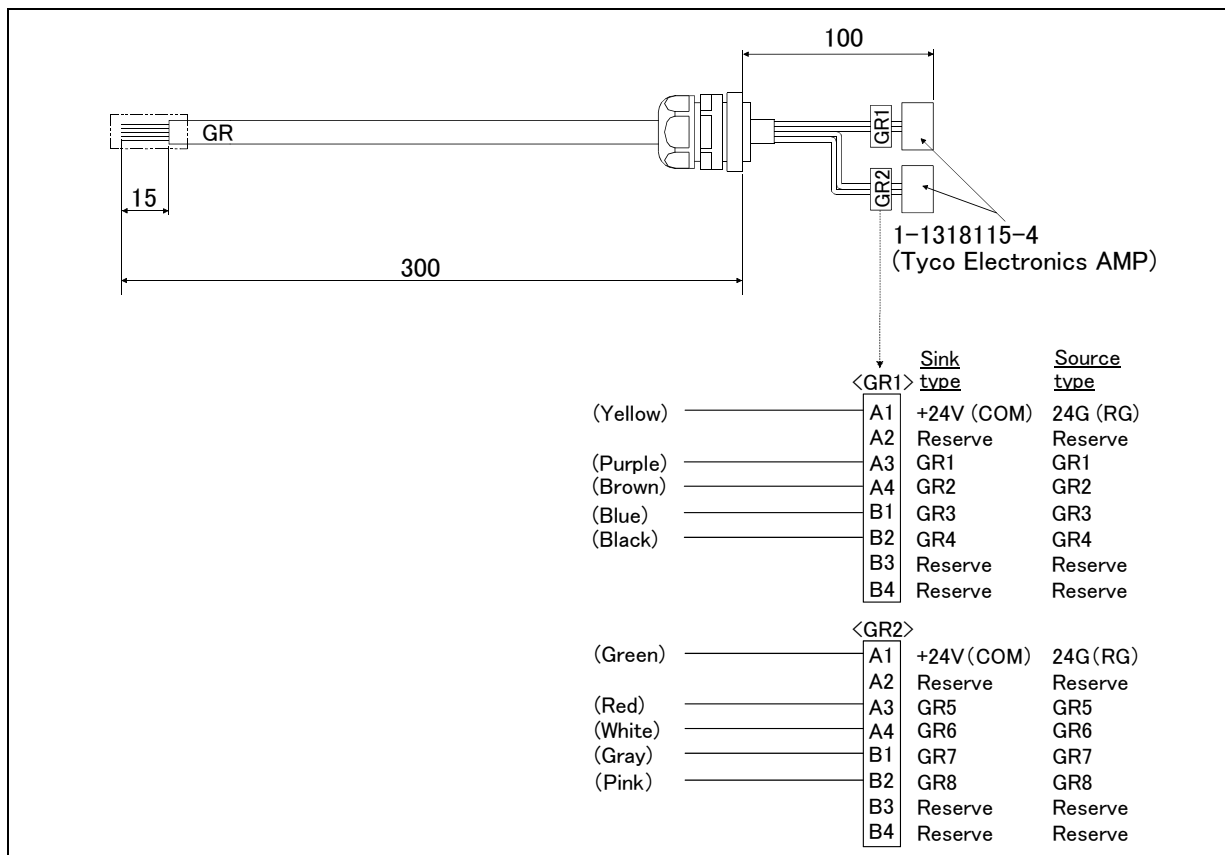 100
GR
GR1
GR2
15
1-1318115-4
(Tyco Electronics AMP)
300
Sink type Source type
<GR1>
(Yellow) A1 +24V (COM) 24G (RG)
A2 Reserve Reserve
(Purple) A3 GR1 GR1
(Brown) A4 GR2 GR2
(Blue) B1 GR3 GR3
(Black) B2 GR4 GR4
B3 Reserve Reserve
B4 Reserve Reserve
<GR2>
(Green) A1 +24V(COM) 24G(RG)
A2 Reserve Reserve
(Red) A3 GR5 GR5
(White) A4 GR6 GR6
(Gray) B1 GR7 GR7
(Pink) B2 GR8 GR8
B3 Reserve Reserve
B4 Reserve Reserve